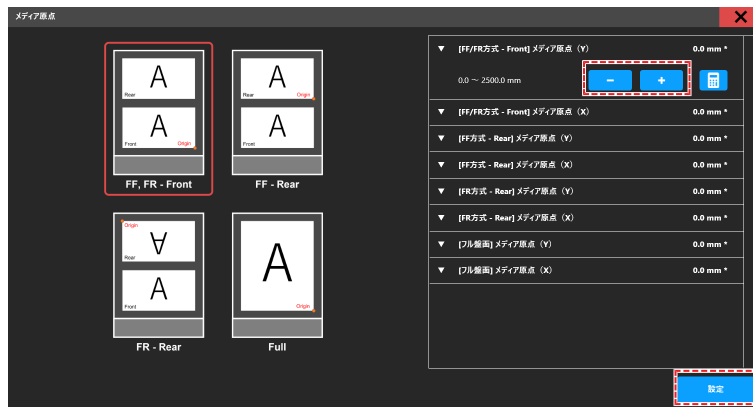 メディア原点
A
Rear
A
Front
Origin
FF, FR - Front
A
Rear
Origin
A
Front
FF - Rear
Origin
A
Rear
A
Front
FR - Rear
A
Origin
Full
▼ [FF/FR方式 - Front] メディア原点（Y） 0.0 mm *
0.0 ～ 2500.0 mm - +
▼ [FF/FR方式 - Front] メディア原点（X） 0.0 mm *
▼ [FF方式 - Rear] メディア原点（Y） 0.0 mm *
▼ [FF方式 - Rear] メディア原点（X） 0.0 mm *
▼ [FR方式 - Rear] メディア原点（Y） 0.0 mm *
▼ [FR方式 - Rear] メディア原点（X） 0.0 mm *
▼ [フル盤面] メディア原点（Y） 0.0 mm *
▼ [フル盤面] メディア原点（X） 0.0 mm *
設定